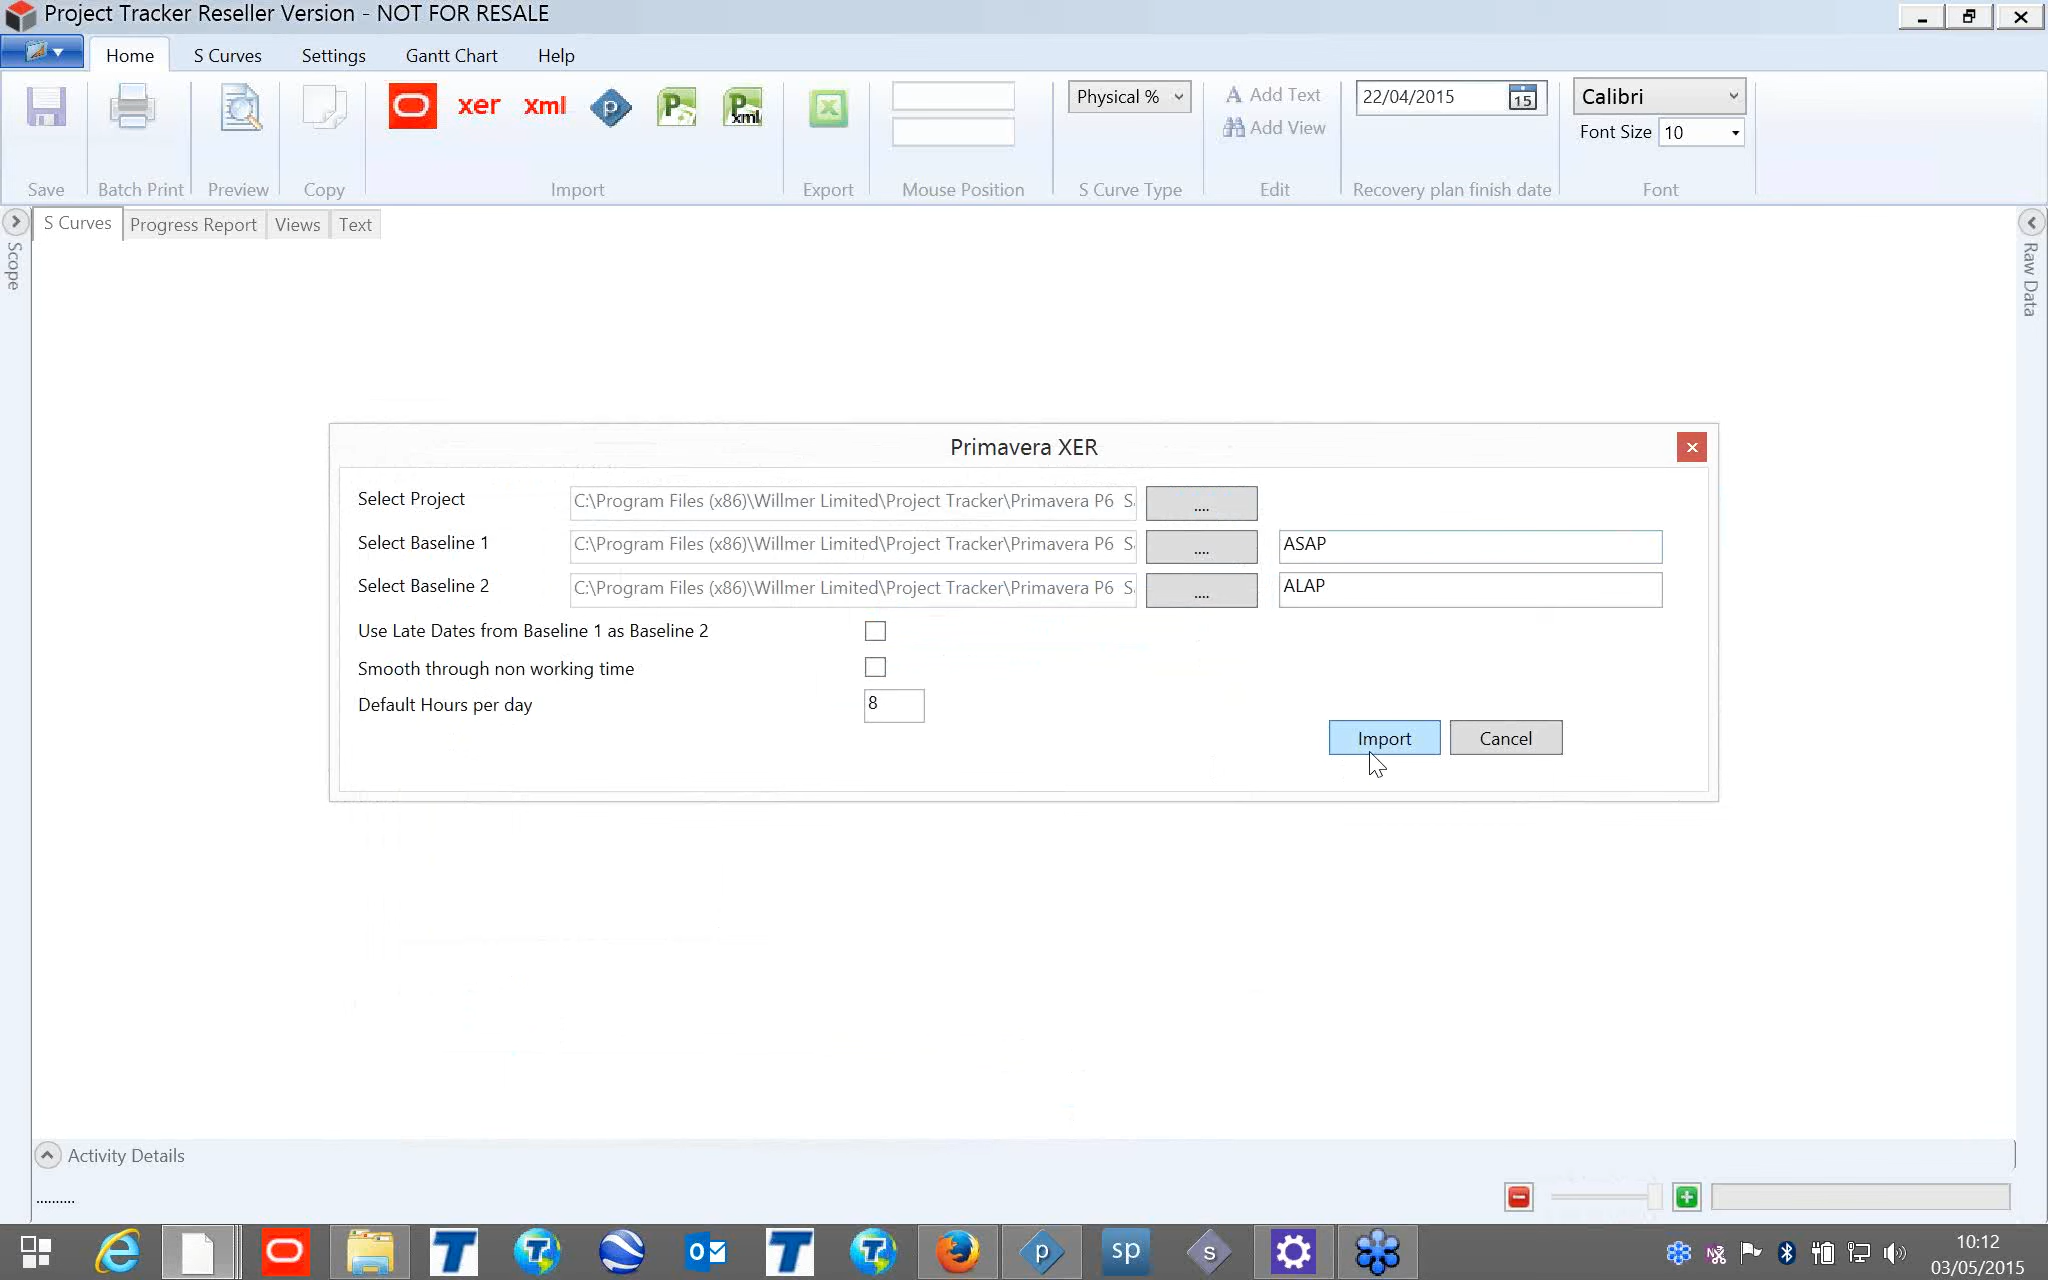 Project Tracker Reseller Version - NOT FOR RESALE
Home S Curves Settings Gantt Chart Help
xer xml P P P xml
Physical %
Add Text
Add View
22/04/2015 15
Calibri
Font Size 10
Save Batch Print Preview Copy Import Export Mouse Position S Curve Type Edit Recovery plan finish date Font
S Curves Progress Report Views Text
Scope
Raw Data
Primavera XER
Select Project C:\Program Files (x86)\Willmer Limited\Project Tracker\Primavera P6 S ....
Select Baseline 1 C:\Program Files (x86)\Willmer Limited\Project Tracker\Primavera P6 S .... ASAP
Select Baseline 2 C:\Program Files (x86)\Willmer Limited\Project Tracker\Primavera P6 S .... ALAP
Use Late Dates from Baseline 1 as Baseline 2
Smooth through non working time
Default Hours per day 8
Import Cancel
Activity Details
..........
T T o T T p sp s
10:12
03/05/2015